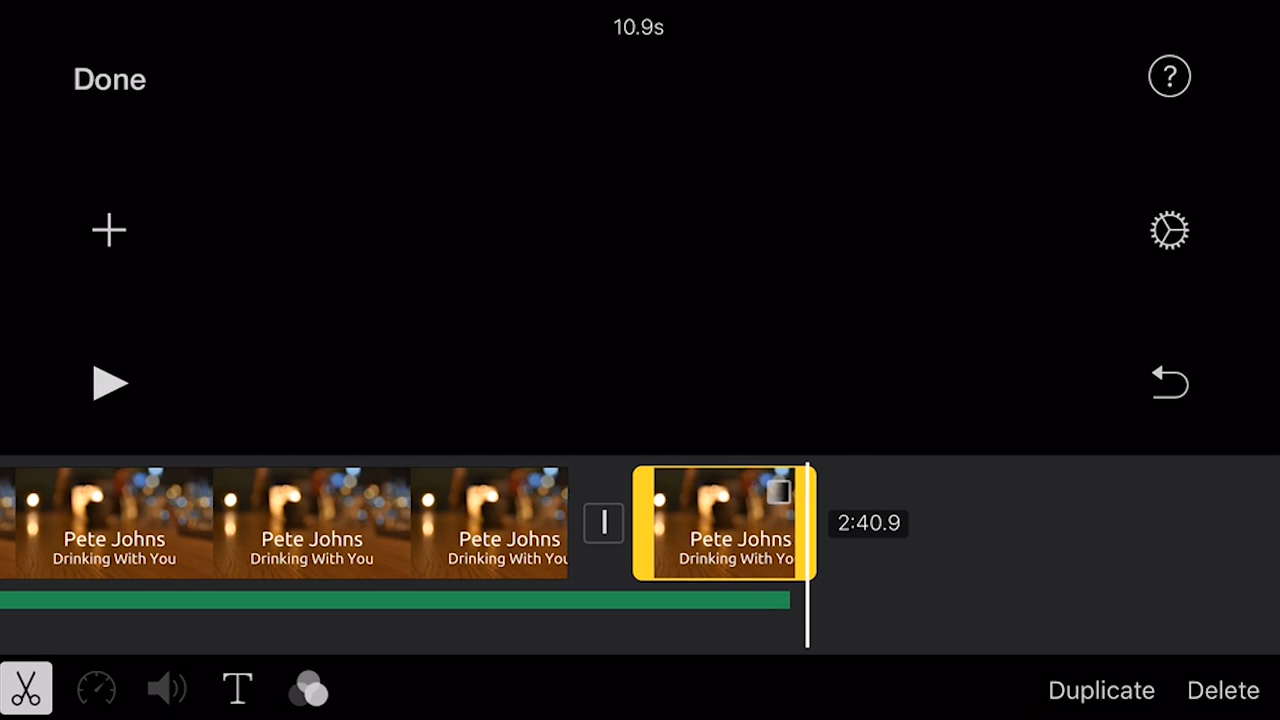 10.9s
Done
?
Pete Johns
Drinking With You
Pete Johns
Drinking With You
Pete Johns
Drinking With You
Pete Johns
Drinking With Yo
2:40.9
T
Duplicate
Delete